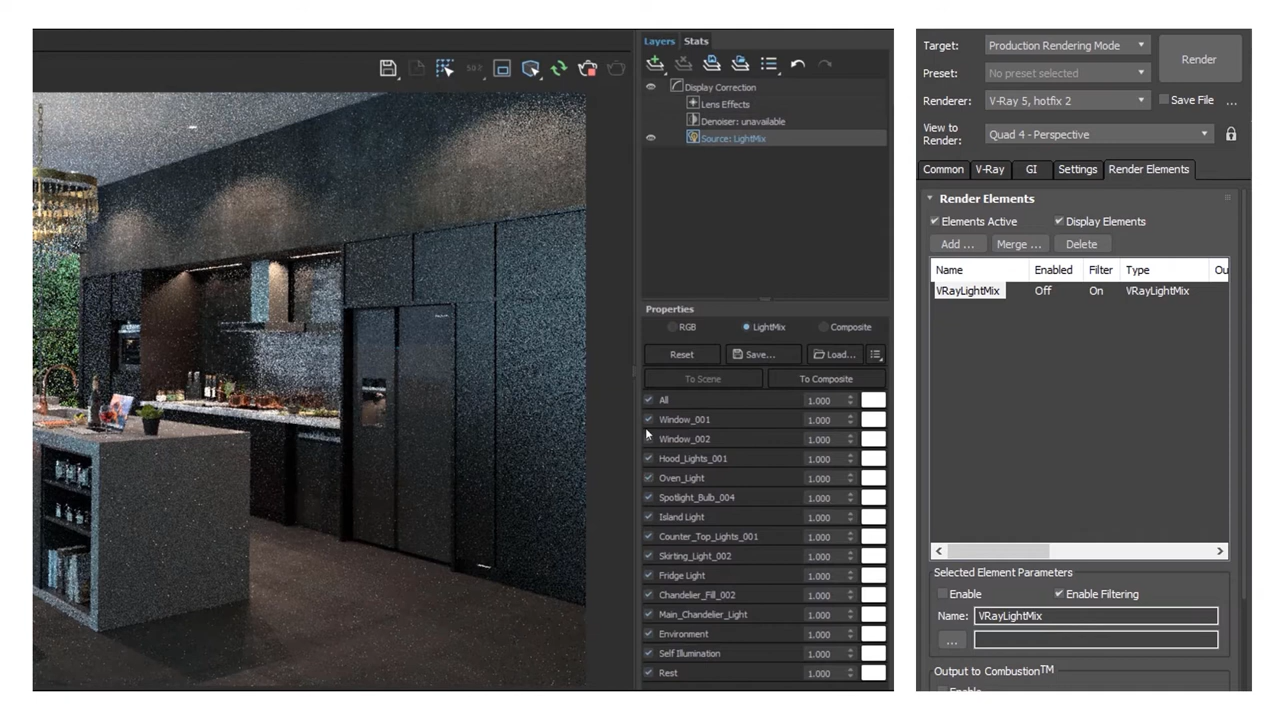 Layers Stats
Display Correction
Lens Effects
Denoiser: unavailable
Source: LightMix
Properties
RGB LightMix Composite
Reset Save... Load...
To Scene To Composite
All 1.000
Window_001 1.000
Window_002 1.000
Hood_Lights_001 1.000
Oven_Light 1.000
Spotlight_Bulb_004 1.000
Island Light 1.000
Counter_Top_Lights_001 1.000
Skirting_Light_002 1.000
Fridge Light 1.000
Chandelier_Fill_002 1.000
Main_Chandelier_Light 1.000
Environment 1.000
Self Illumination 1.000
Rest 1.000
Target: Production Rendering Mode Render
Preset: No preset selected
Renderer: V-Ray 5, hotfix 2 Save File ...
View to
Render: Quad 4 - Perspective
Common V-Ray GI Settings Render Elements
Render Elements
Elements Active Display Elements
Add ... Merge ... Delete
Name Enabled Filter Type Ou
VRayLightMix Off On VRayLightMix
Selected Element Parameters
Enable Enable Filtering
Name: VRayLightMix
...
Output to Combustion™
Enable